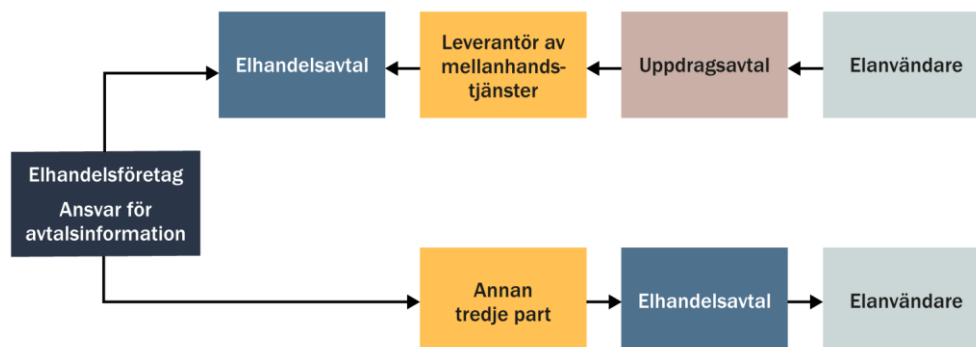 Elhandelsavtal
Leverantör av
mellanhands-
tjänster
Uppdragsavtal
Elanvändare
Elhandelsföretag
Ansvar för
avtalsinformation
Annan
tredje part
Elhandelsavtal
Elanvändare